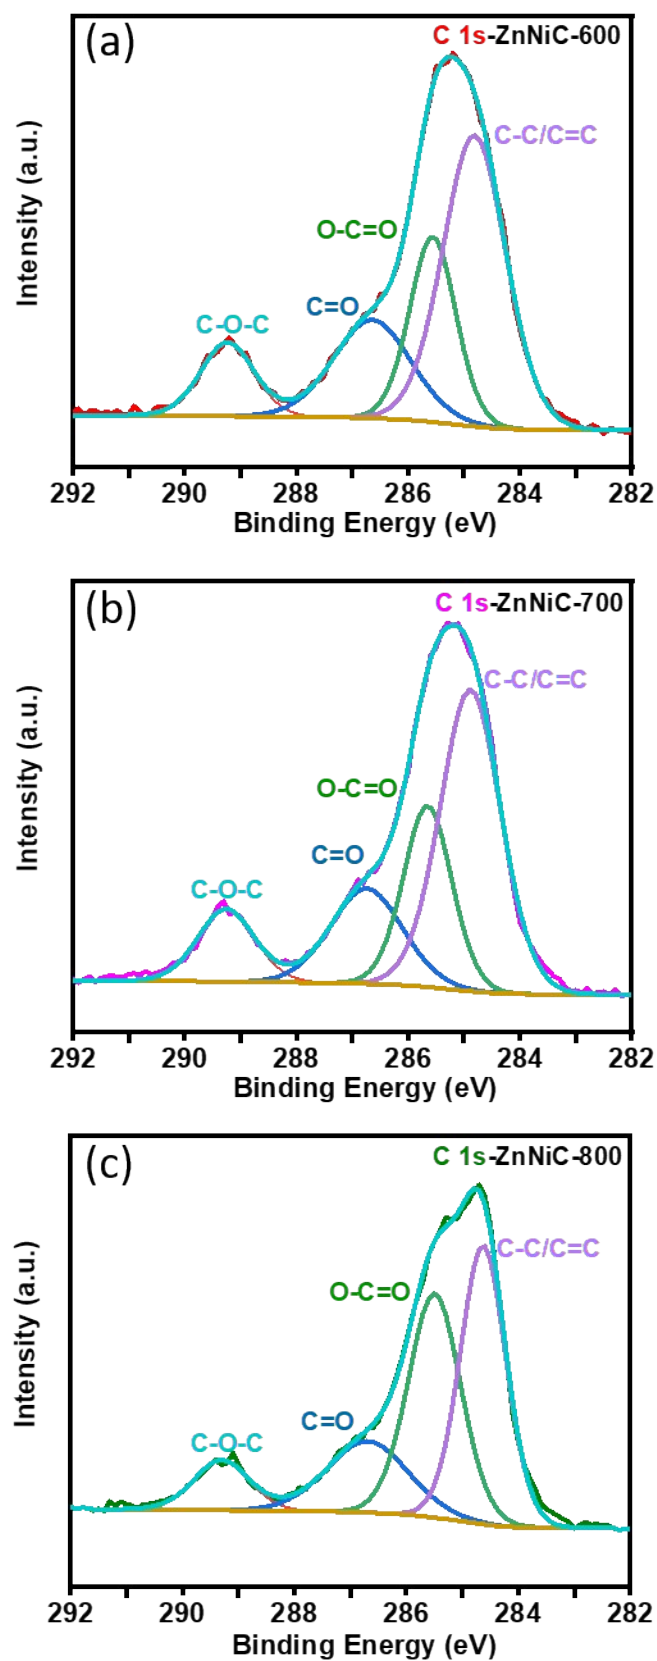 (a)
C 1s-ZnNiC-600
C-C/C=C
O-C=O
C=O
C-O-C
Intensity (a.u.)
292 290 288 286 284 282
Binding Energy (eV)
(b)
C 1s-ZnNiC-700
C-C/C=C
O-C=O
C=O
C-O-C
Intensity (a.u.)
292 290 288 286 284 282
Binding Energy (eV)
(c)
C 1s-ZnNiC-800
C-C/C=C
O-C=O
C=O
C-O-C
Intensity (a.u.)
292 290 288 286 284 282
Binding Energy (eV)